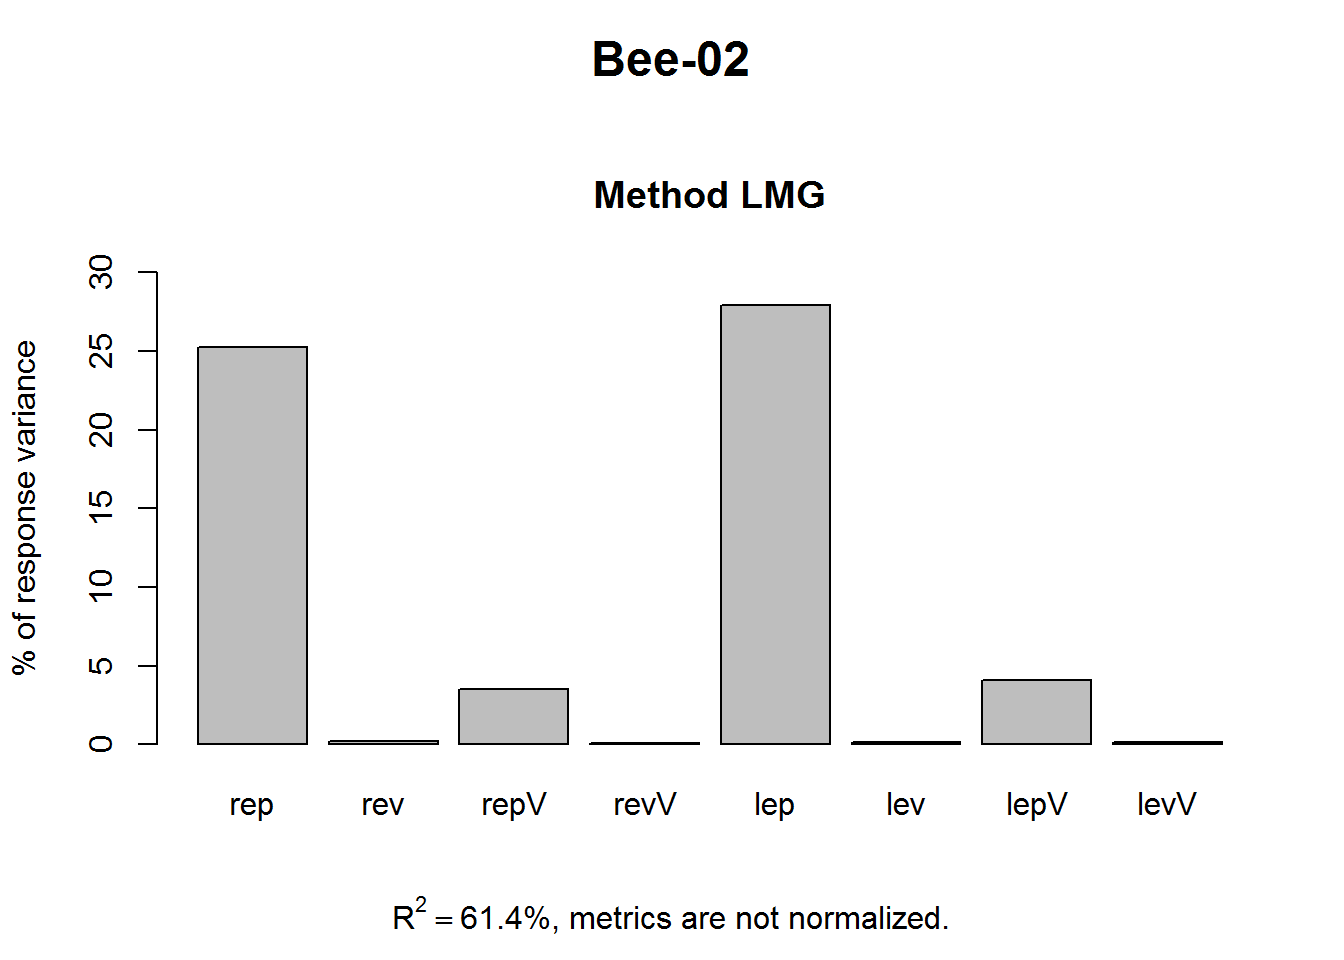 Bee-02
Method LMG
% of response variance
30
25
20
15
10
5
0
rep rev repV revV lep lev lepV levV
R² = 61.4%, metrics are not normalized.